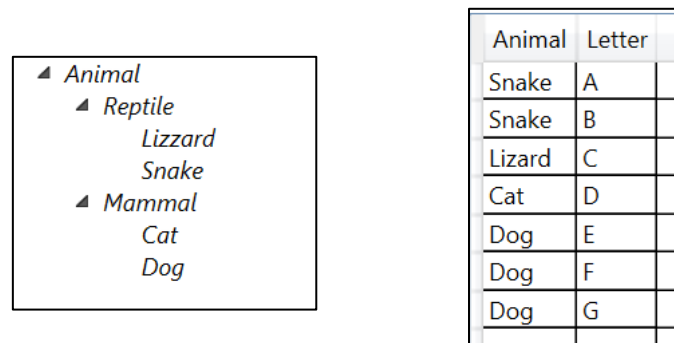 Animal
Reptile
Lizzard
Snake
Mammal
Cat
Dog
Animal Letter
Snake A
Snake B
Lizard C
Cat D
Dog E
Dog F
Dog G